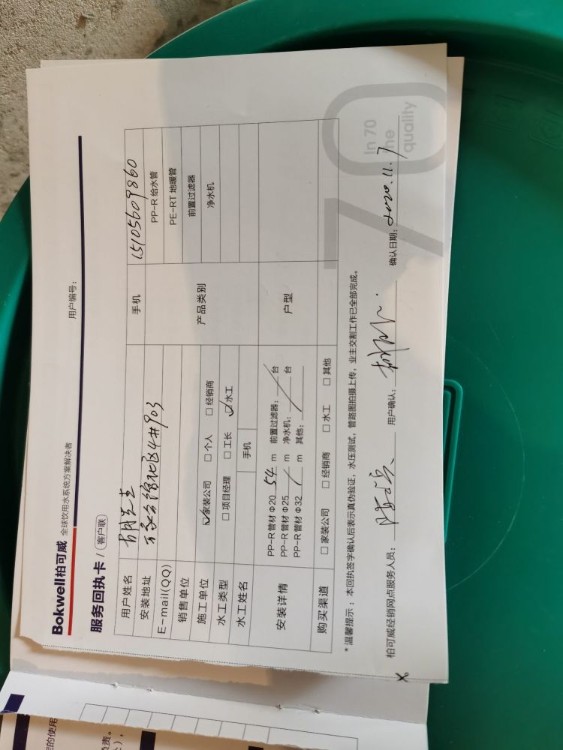 Bokwell柏可威 全球饮用水系统方案解决者
用户编号：
服务回执卡 / 客户联
用户姓名 胡 手机 15105609860
安装地址 4#903
E-mail(QQ)
销售单位 产品类别 PP-R 给水管
PE-RT 地暖管
前置过滤器
净水机
施工单位 ☑家装公司 □ 个人 □ 经销商
水工类型 □ 项目经理 □ 工长 ☑水工
水工姓名 手机
安装详情 户型
PP-R管材 Φ20 54 m 前置过滤器： 台
PP-R管材 Φ25 m 净水机： 台
PP-R管材 Φ32 m 其他：
购买渠道 □ 家装公司 □ 经销商 □ 水工 □ 其他
* 温馨提示：本回执签字确认后表示真伪验证，水压测试，管路图拍摄上传，业主交割工作已全部完成。
柏可威经销网点服务人员： 用户确认： 确认日期：2020.11.7
70
In 70
he
quality